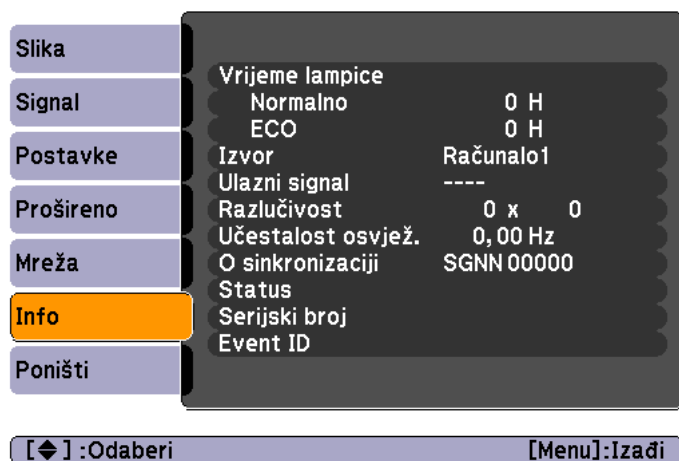 Slika
Signal
Postavke
Prošireno
Mreža
Info
Poništi
Vrijeme lampice
Normalno 0 H
ECO 0 H
Izvor Računalo1
Ulazni signal ----
Razlučivost 0 x 0
Učestalost osvjež. 0,00 Hz
O sinkronizaciji SGNN 00000
Status
Serijski broj
Event ID
[◆] :Odaberi [Menu]:Izađi